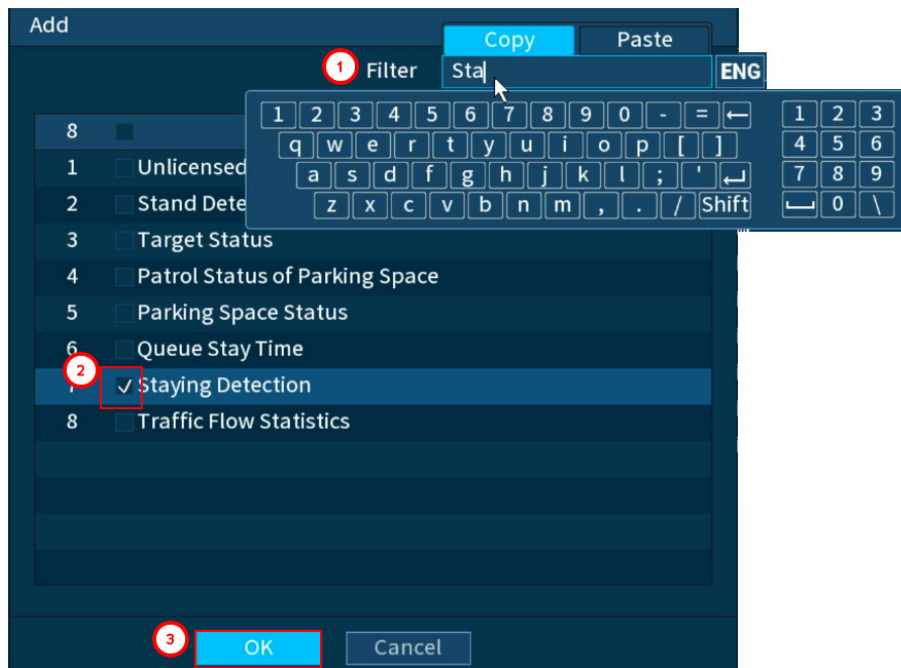 Add
Copy Paste
1 Filter Sta ENG
1 2 3 4 5 6 7 8 9 0 - = ← 1 2 3
q w e r t y u i o p [ ] 4 5 6
a s d f g h j k l ; ' 7 8 9
z x c v b n m , . / Shift 0 \
8
1 Unlicensed
2 Stand Dete
3 Target Status
4 Patrol Status of Parking Space
5 Parking Space Status
6 Queue Stay Time
2
✓ Staying Detection
8 Traffic Flow Statistics
3 OK Cancel